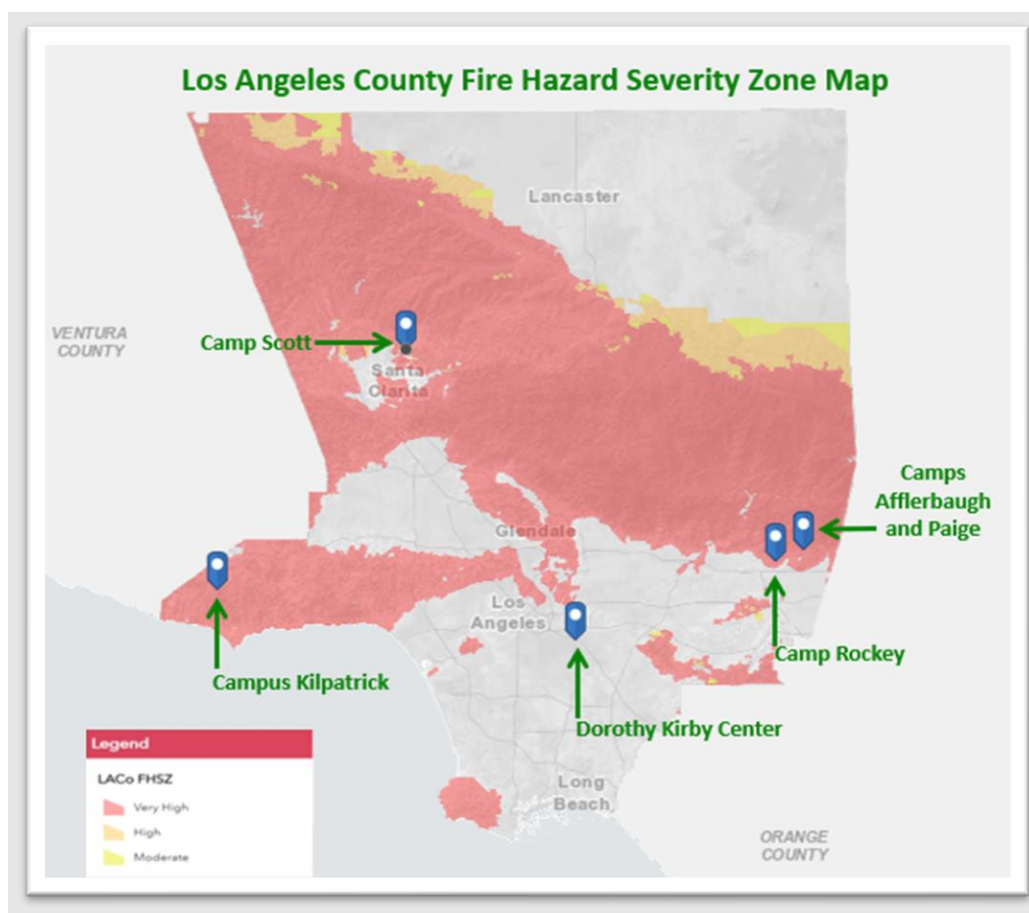 Los Angeles County Fire Hazard Severity Zone Map
Lancaster
VENTURA
COUNTY
Camp Scott
Santa
Clarita
Camps
Afflerbaugh
and Paige
Glendale
Los
Angeles
Camp Rockey
Campus Kilpatrick
Dorothy Kirby Center
Legend
LACo FHSZ
Very High
High
Moderate
Long
Beach
ORANGE
COUNTY